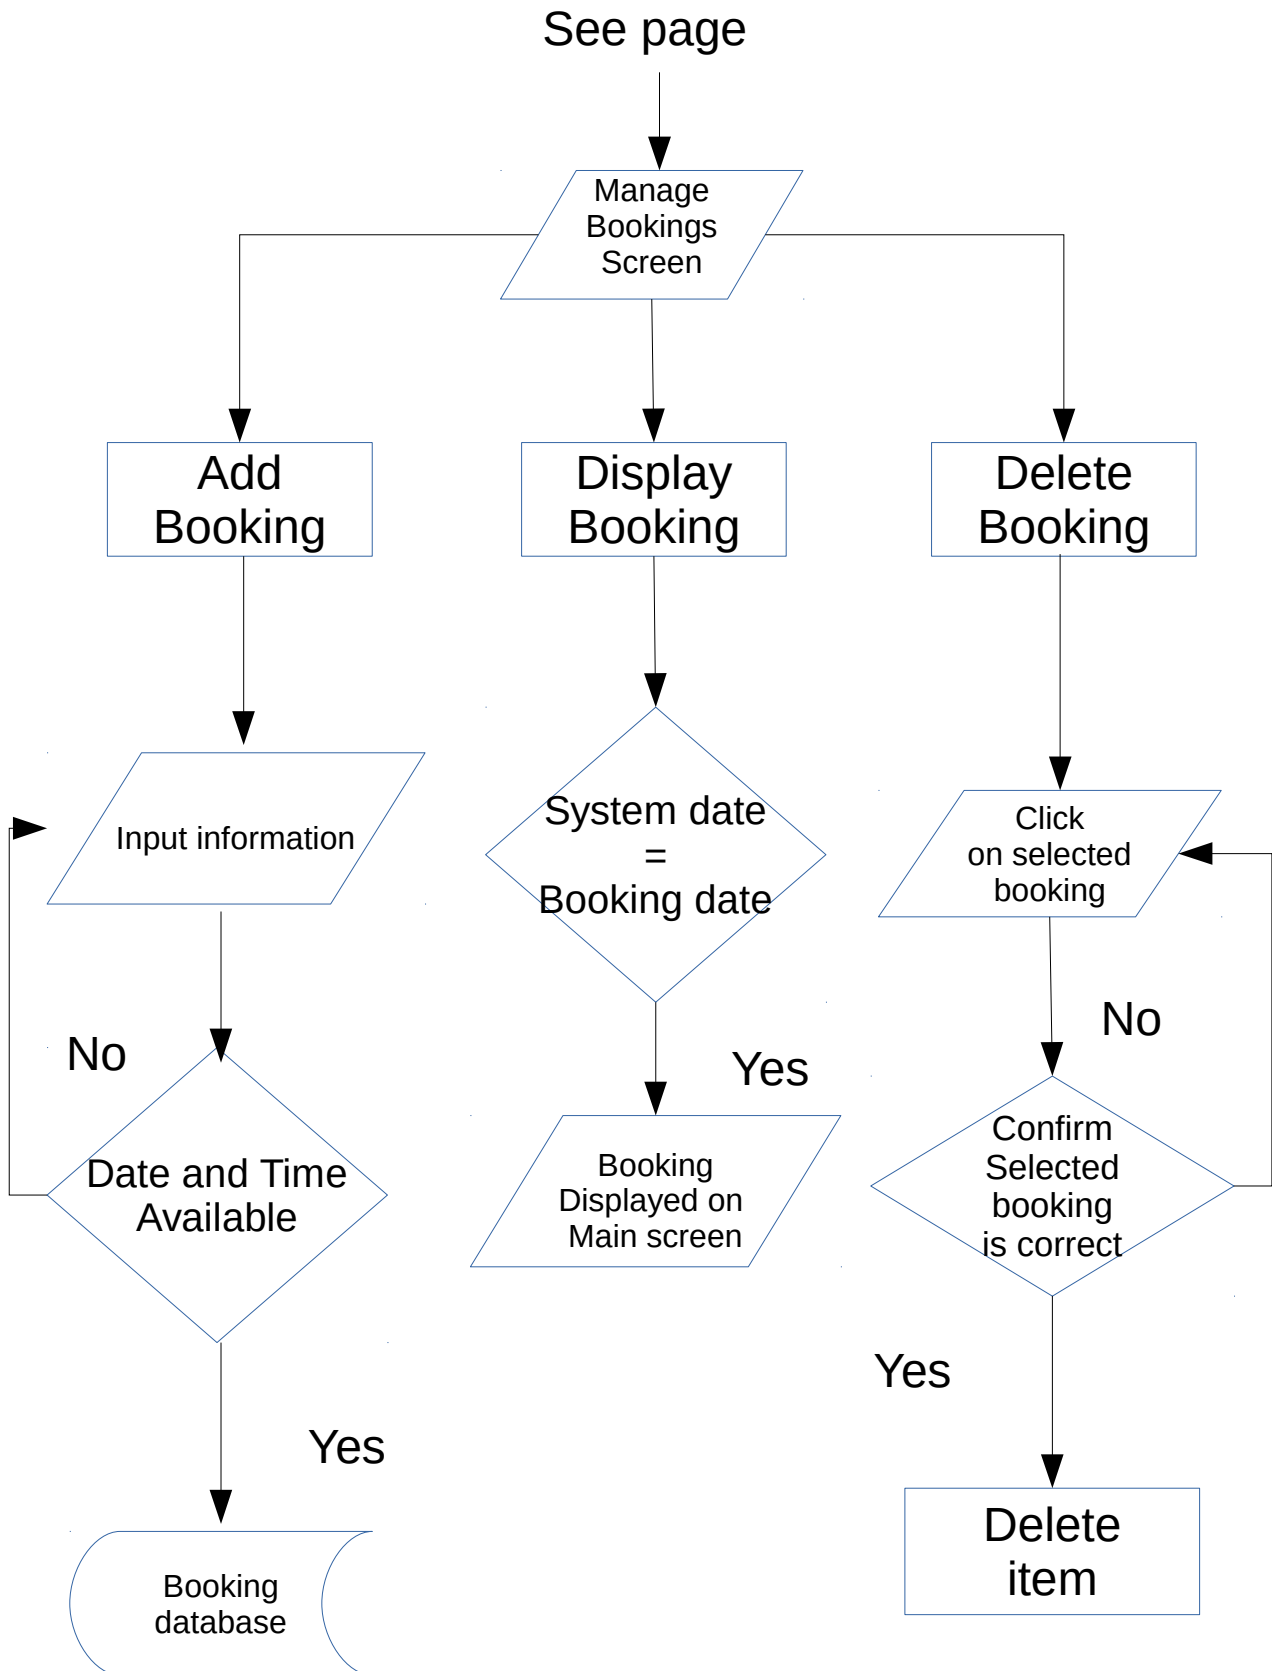 See page
Manage
Bookings
Screen
Add
Booking
Display
Booking
Delete
Booking
Input information
System date
=
Booking date
Click
on selected
booking
No
No
Yes
Date and Time
Available
Booking
Displayed on
Main screen
Confirm
Selected
booking
is correct
Yes
Yes
Delete
item
Booking
database